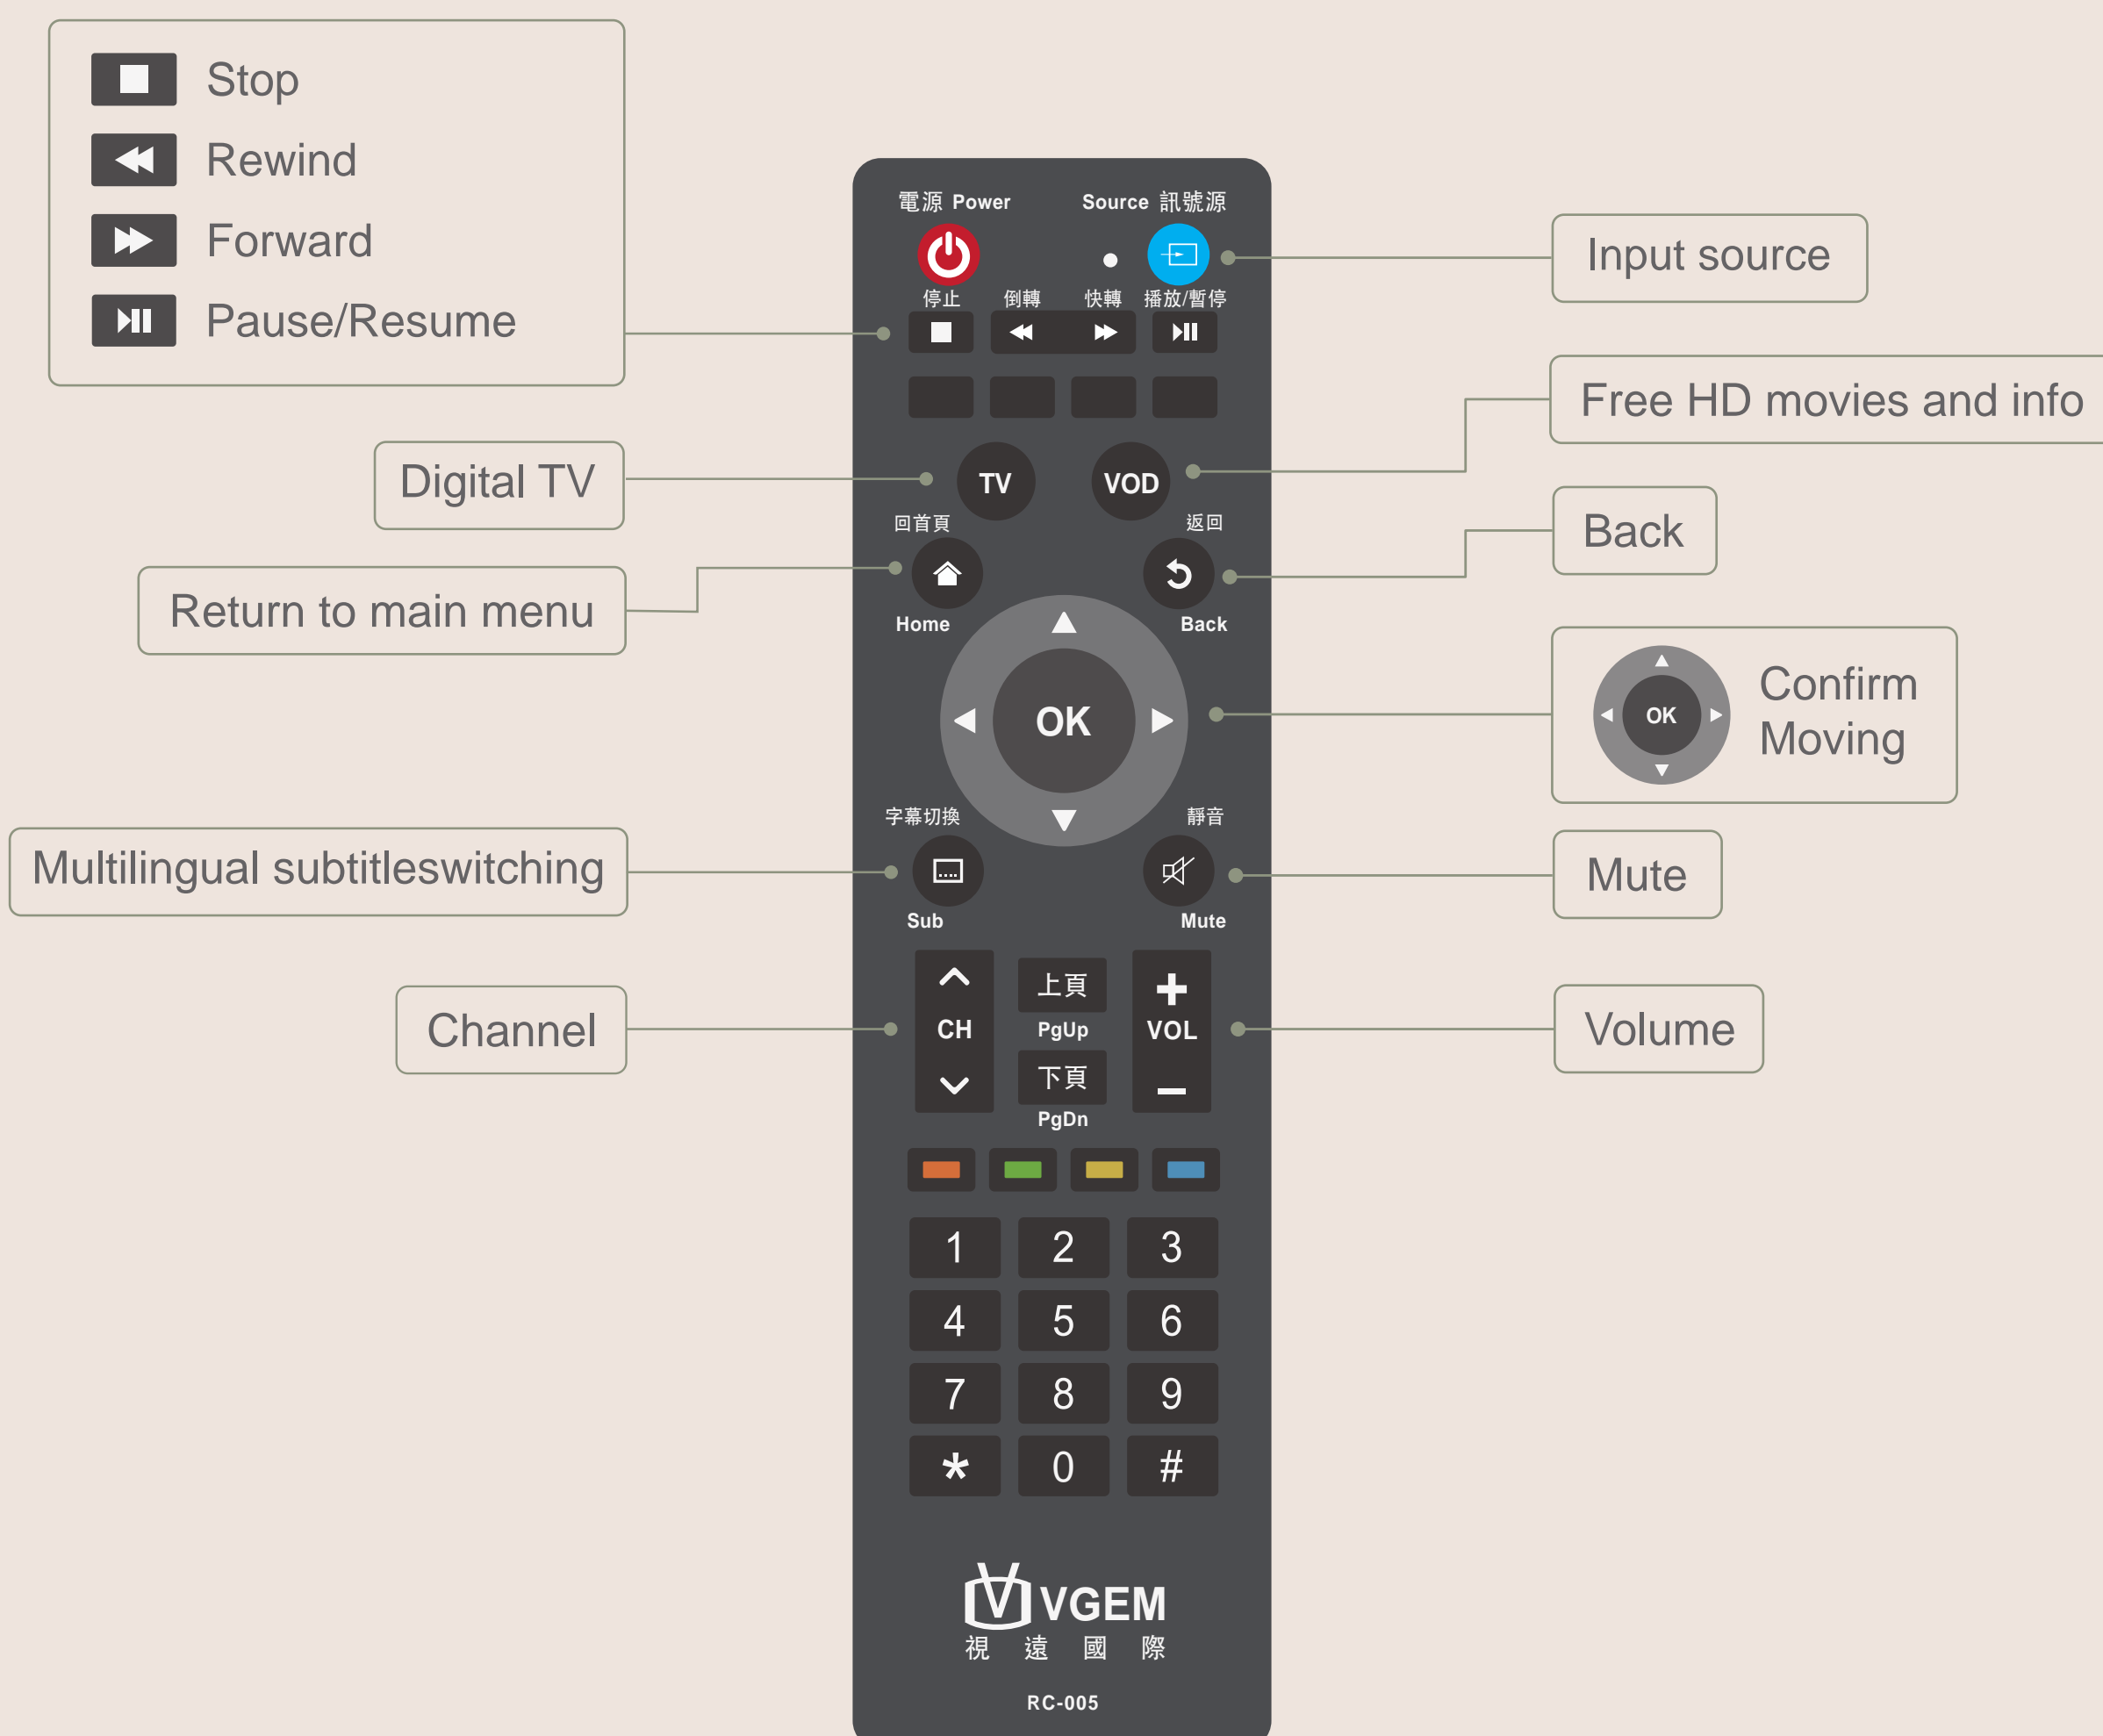 Stop
Rewind
Forward
Pause/Resume
電源 Power
Source 訊號源
Input source
停止 倒轉 快轉 播放/暫停
Free HD movies and info
Digital TV
TV
VOD
回首頁
返回
Back
Return to main menu
Home
Back
OK
OK
Confirm
Moving
字幕切換
靜音
Multilingual subtitleswitching
Mute
Sub
Mute
上頁
Channel
CH
PgUp
VOL
Volume
下頁
PgDn
1 2 3
4 5 6
7 8 9
* 0 #
V VGEM
視遠國際
RC-005